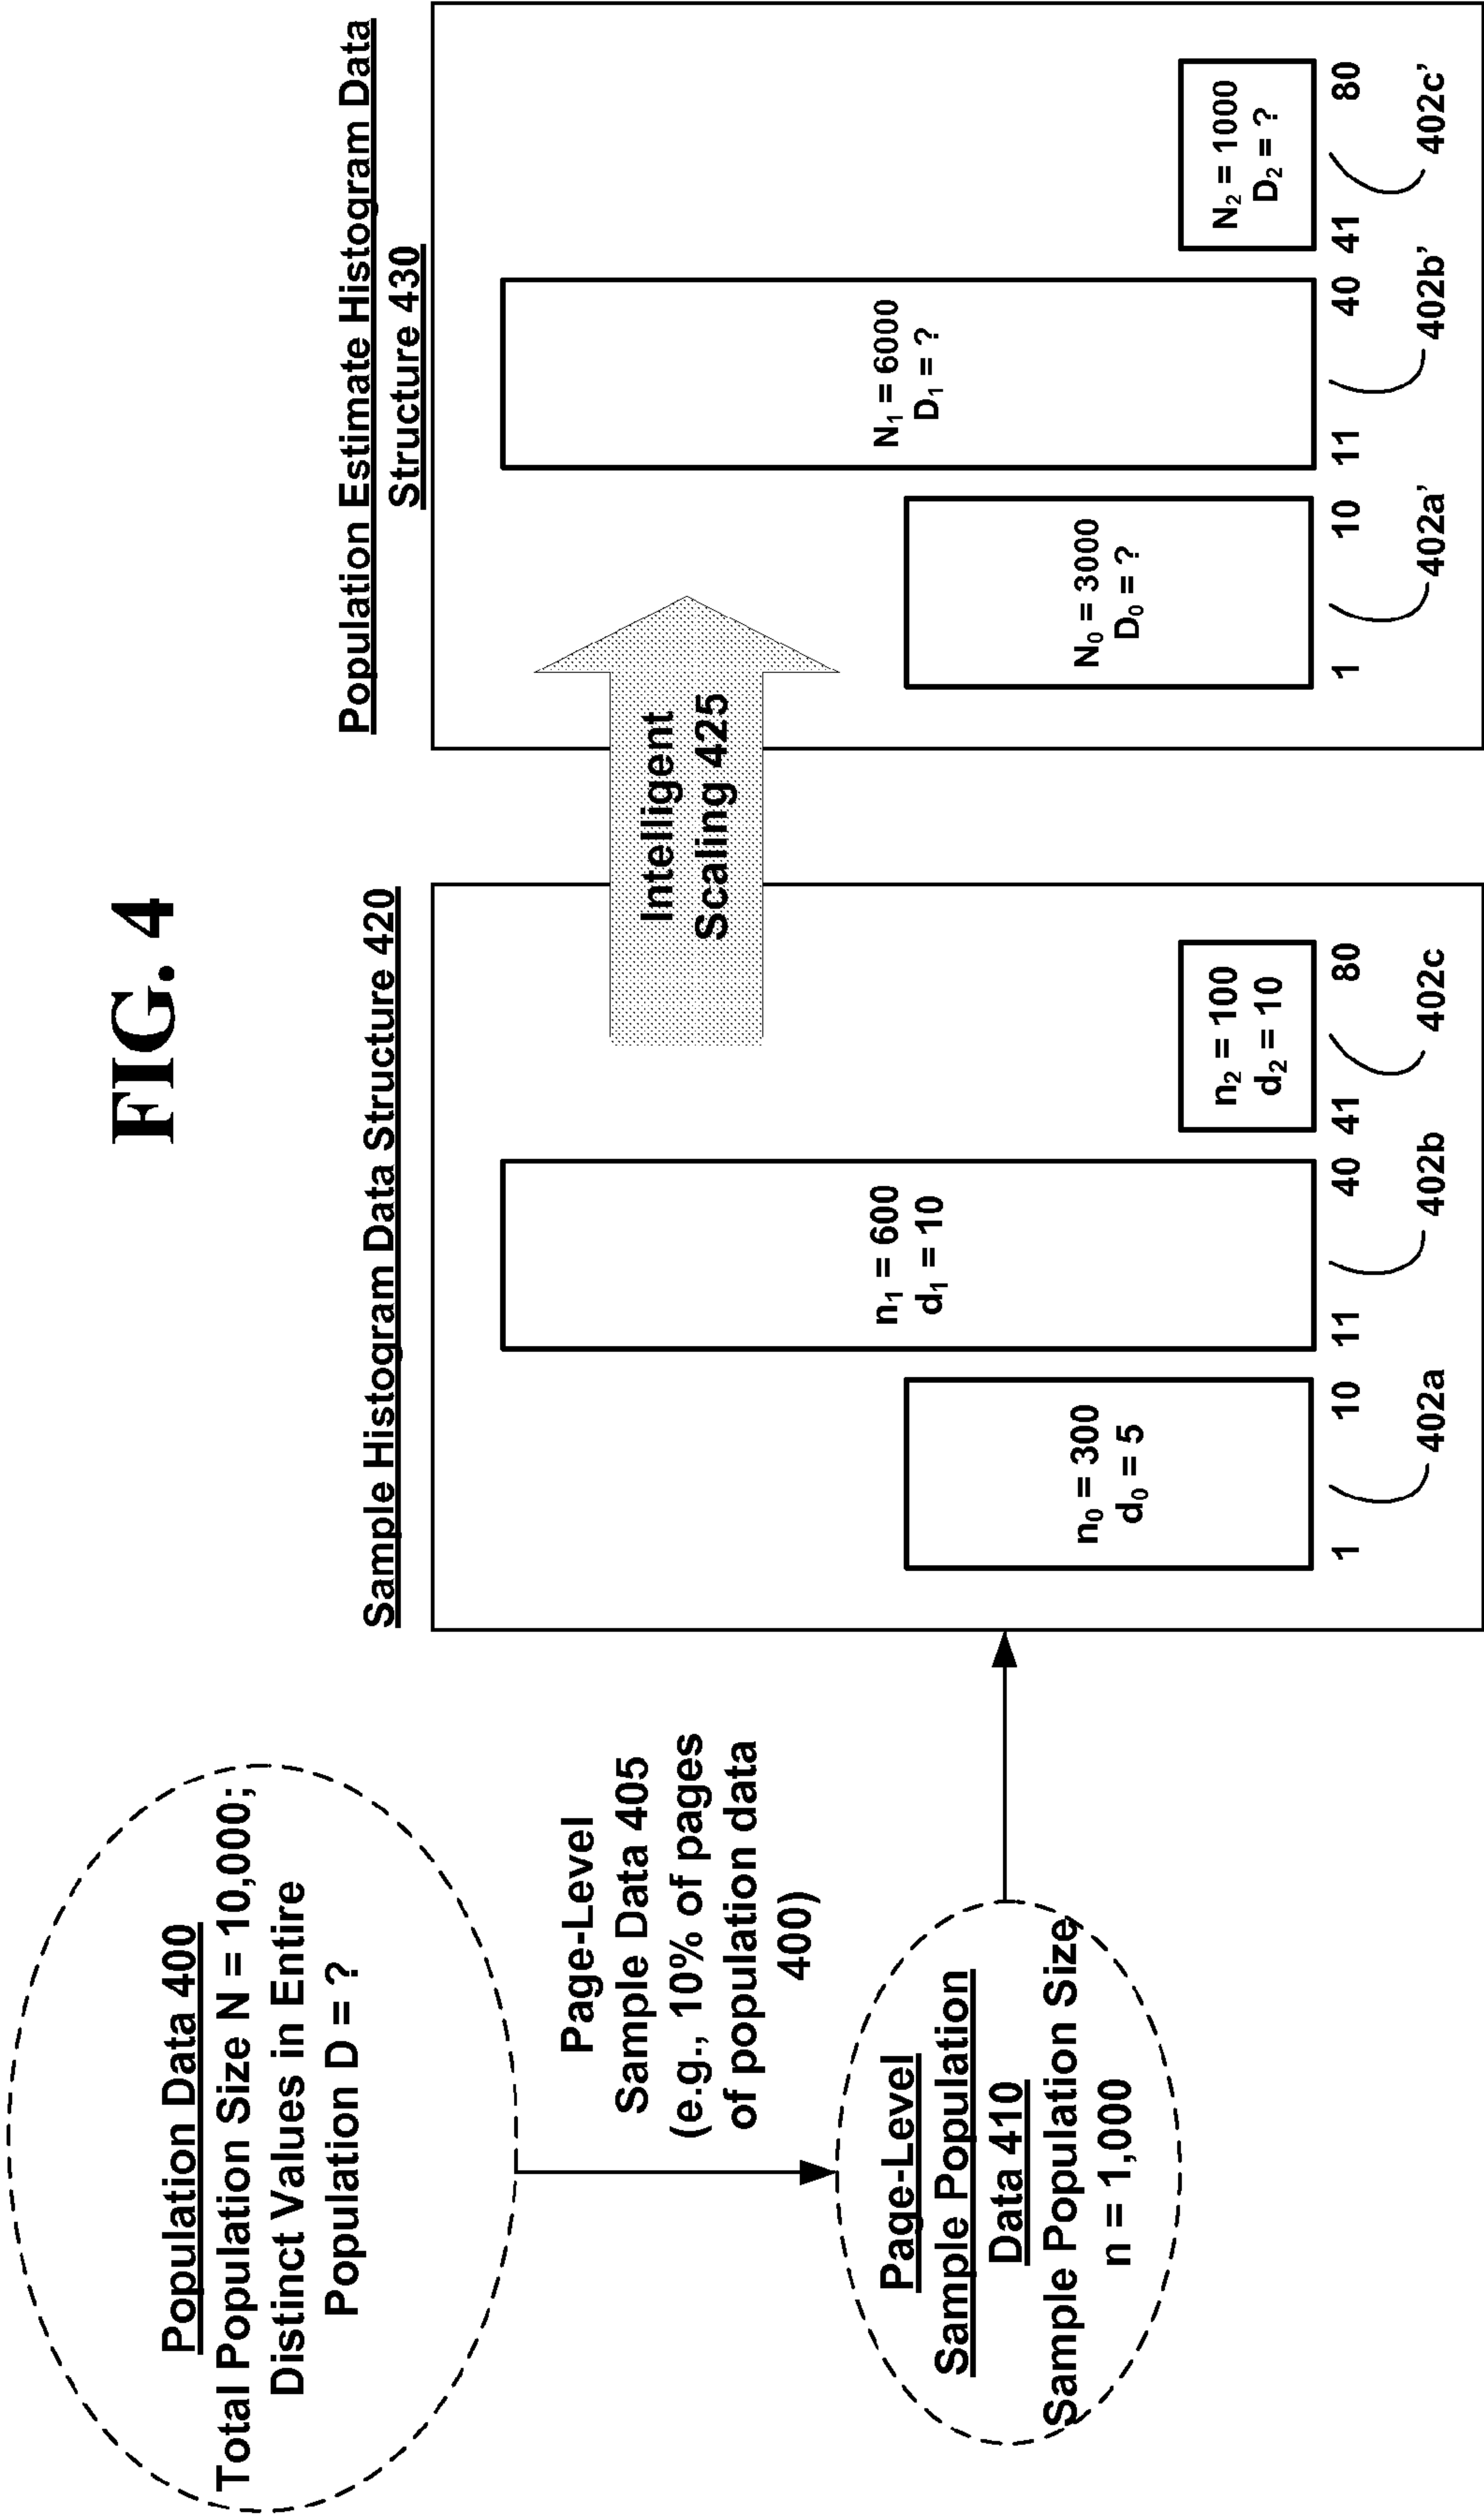 FIG. 4
Population Data 400
Total Population Size N = 10,000;
Distinct Values in Entire
Population D = ?
Page-Level
Sample Data 405
(e.g., 10% of pages
of population data
400)
Page-Level
Sample Population
Data 410
Sample Population Size
n = 1,000
Sample Histogram Data Structure 420
n₀ = 300
d₀ = 5
n₁ = 600
d₁ = 10
n₂ = 100
d₂ = 10
1 10 11 40 41 80
402a 402b 402c
Intelligent
Scaling 425
Population Estimate Histogram Data
Structure 430
N₀ = 3000
D₀ = ?
N₁ = 6000
D₁ = ?
N₂ = 1000
D₂ = ?
1 10 11 40 41 80
402a' 402b' 402c'